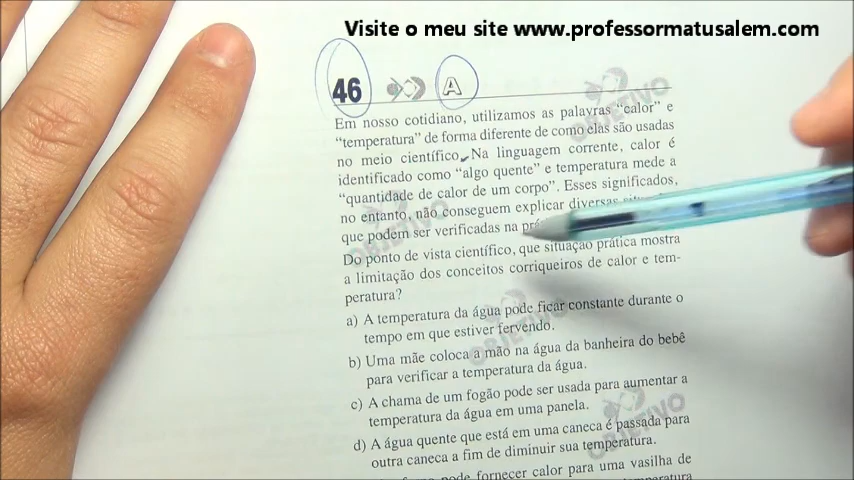 Visite o meu site www.professormatusalem.com
46 A
Em nosso cotidiano, utilizamos as palavras “calor” e
“temperatura” de forma diferente de como elas são usadas
no meio científico. Na linguagem corrente, calor é
identificado como “algo quente” e temperatura mede a
“quantidade de calor de um corpo”. Esses significados,
no entanto, não conseguem explicar diversas
que podem ser verificadas na
Do ponto de vista científico, que situação prática mostra
a limitação dos conceitos corriqueiros de calor e tem-
peratura?
a) A temperatura da água pode ficar constante durante o
tempo em que estiver fervendo.
b) Uma mãe coloca a mão na água da banheira do bebê
para verificar a temperatura da água.
c) A chama de um fogão pode ser usada para aumentar a
temperatura da água em uma panela.
d) A água quente que está em uma caneca é passada para
outra caneca a fim de diminuir sua temperatura.
pode fornecer calor para uma vasilha de
OBJETIVO
OBJETIVO
OBJETIVO
OBJETIVO